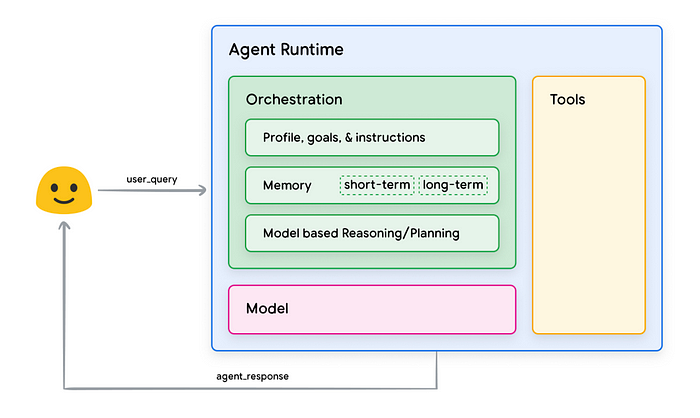 Agent Runtime
Orchestration
Tools
Profile, goals, & instructions
user_query
Memory
short-term
long-term
Model based Reasoning/Planning
Model
agent_response